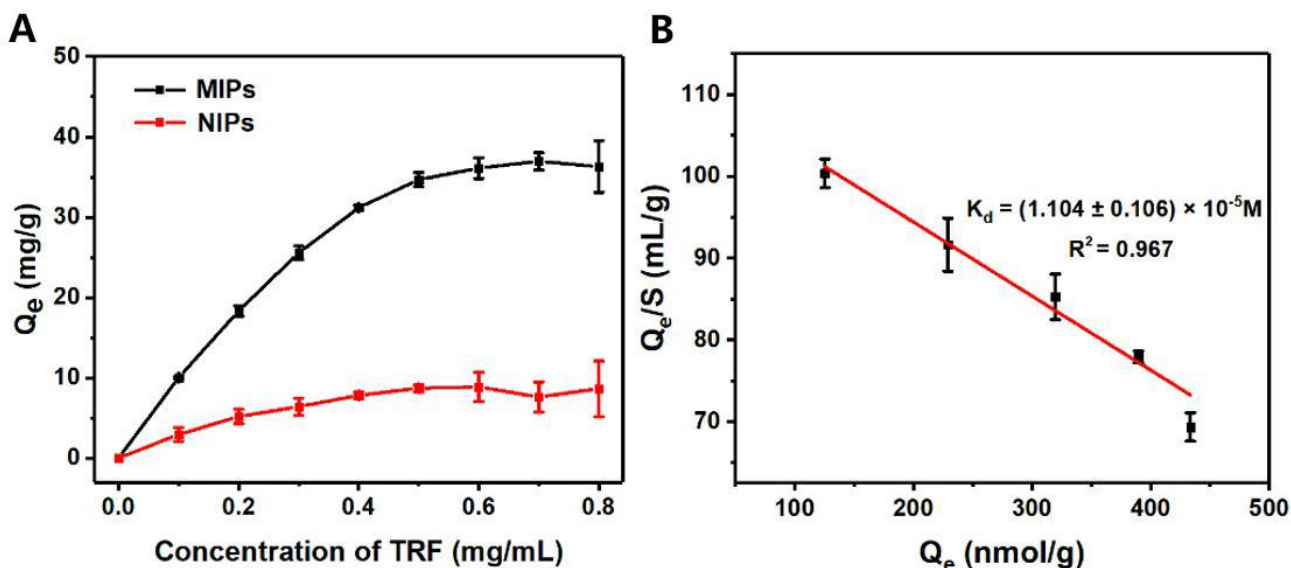 A
50
40
30
20
10
0
Qe (mg/g)
MIPs
NIPs
0.0 0.2 0.4 0.6 0.8
Concentration of TRF (mg/mL)
B
110
100
90
80
70
Qe/S (mL/g)
Kd = (1.104 ± 0.106) × 10⁻⁵M
R² = 0.967
100 200 300 400 500
Qe (nmol/g)